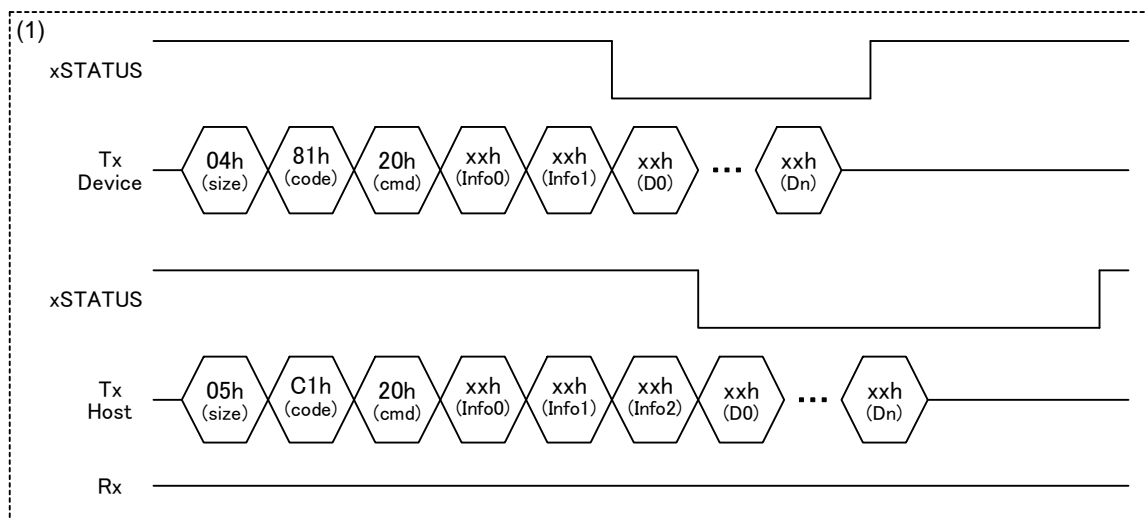 (1)
xSTATUS
Tx
Device
04h
(size)
81h
(code)
20h
(cmd)
xxh
(Info0)
xxh
(Info1)
xxh
(D0)
...
xxh
(Dn)
xSTATUS
Tx
Host
05h
(size)
C1h
(code)
20h
(cmd)
xxh
(Info0)
xxh
(Info1)
xxh
(Info2)
xxh
(D0)
...
xxh
(Dn)
Rx